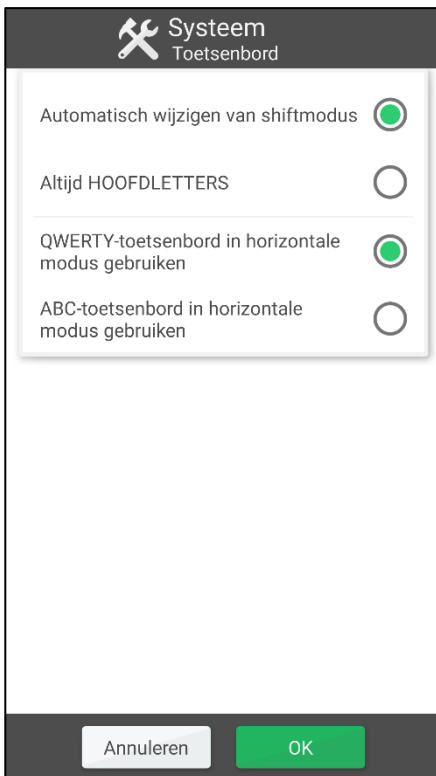 Systeem
Toetsenbord
Automatisch wijzigen van shiftmodus
Altijd HOOFDLETTERS
QWERTY-toetsenbord in horizontale
modus gebruiken
ABC-toetsenbord in horizontale
modus gebruiken
Annuleren OK